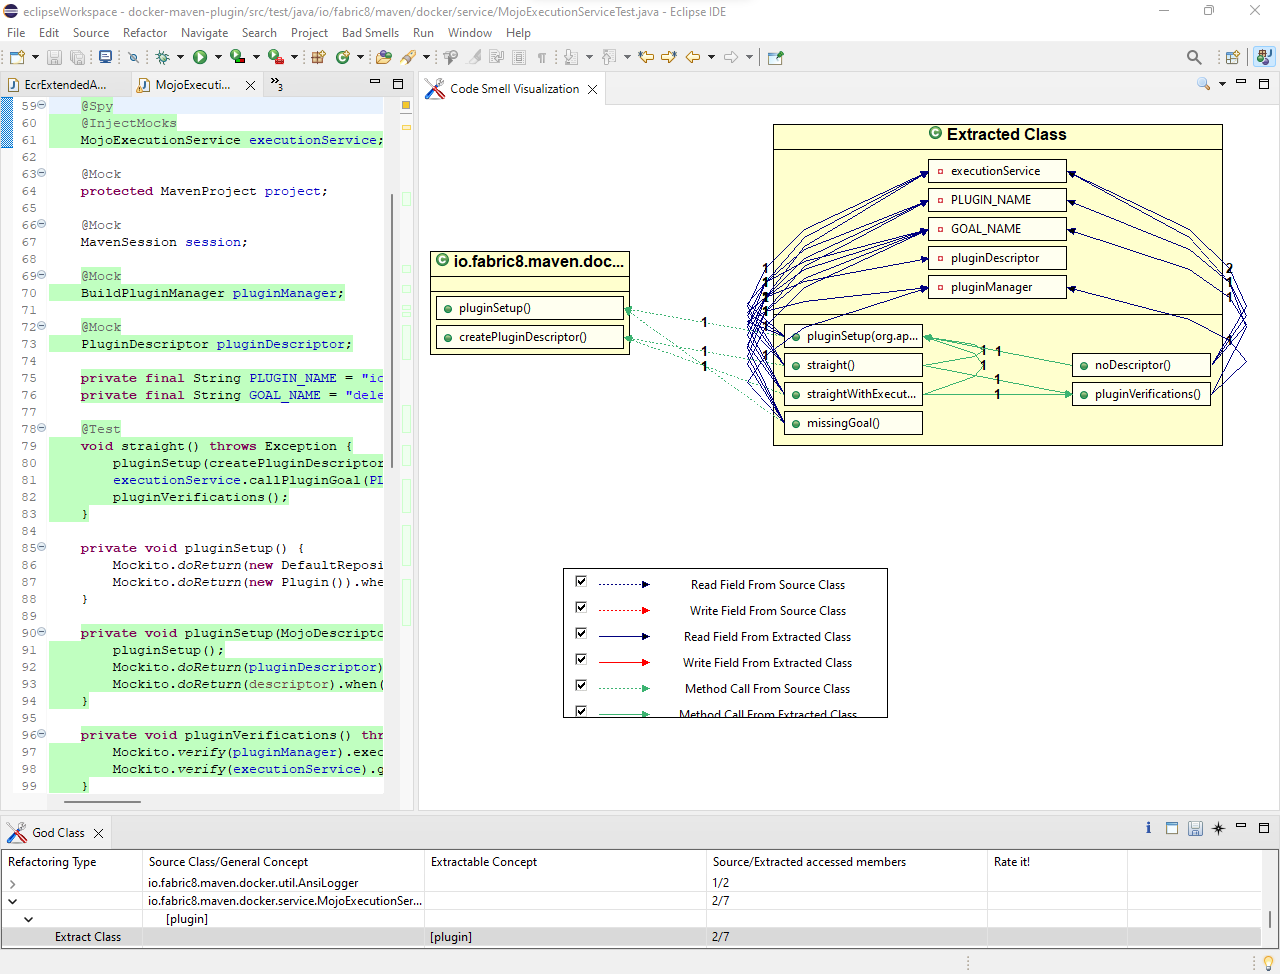 eclipseWorkspace - docker-maven-plugin/src/test/java/io/fabric8/maven/docker/service/MojoExecutionServiceTest.java - Eclipse IDE
File Edit Source Refactor Navigate Search Project Bad Smells Run Window Help
EcrExtendedA... MojoExecuti... 3
59 @Spy
60 @InjectMocks
61 MojoExecutionService executionService;
62
63 @Mock
64 protected MavenProject project;
65
66 @Mock
67 MavenSession session;
68
69 @Mock
70 BuildPluginManager pluginManager;
71
72 @Mock
73 PluginDescriptor pluginDescriptor;
74
75 private final String PLUGIN_NAME = "io
76 private final String GOAL_NAME = "dele
77
78 @Test
79 void straight() throws Exception {
80 pluginSetup(createPluginDescriptor
81 executionService.callPluginGoal(PL
82 pluginVerifications();
83 }
84
85 private void pluginSetup() {
86 Mockito.doReturn(new DefaultReposi
87 Mockito.doReturn(new Plugin()).whe
88 }
89
90 private void pluginSetup(MojoDescripto
91 pluginSetup();
92 Mockito.doReturn(pluginDescriptor)
93 Mockito.doReturn(descriptor).when(
94 }
95
96 private void pluginVerifications() thr
97 Mockito.verify(pluginManager).exec
98 Mockito.verify(executionService).g
99 }
Code Smell Visualization
io.fabric8.maven.doc...
pluginSetup()
createPluginDescriptor()
Extracted Class
executionService
PLUGIN_NAME
GOAL_NAME
pluginDescriptor
pluginManager
pluginSetup(org.ap...
straight()
straightWithExecut...
missingGoal()
noDescriptor()
pluginVerifications()
1
1
1
1
1
2
1
1
1
2
1
1
1
1
1
1
1
1
Read Field From Source Class
Write Field From Source Class
Read Field From Extracted Class
Write Field From Extracted Class
Method Call From Source Class
Method Call From Extracted Class
God Class
Refactoring Type Source Class/General Concept Extractable Concept Source/Extracted accessed members Rate it!
io.fabric8.maven.docker.util.AnsiLogger 1/2
io.fabric8.maven.docker.service.MojoExecutionSer... 2/7
[plugin]
Extract Class [plugin] 2/7